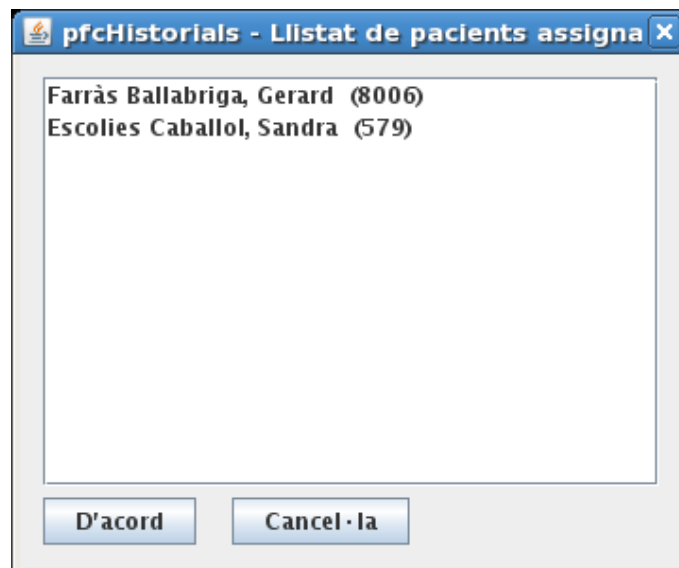 pfcHistorials - Llistat de pacients assigna
Farràs Ballabriga, Gerard (8006)
Escolies Caballol, Sandra (579)
D'acord
Cancel·la